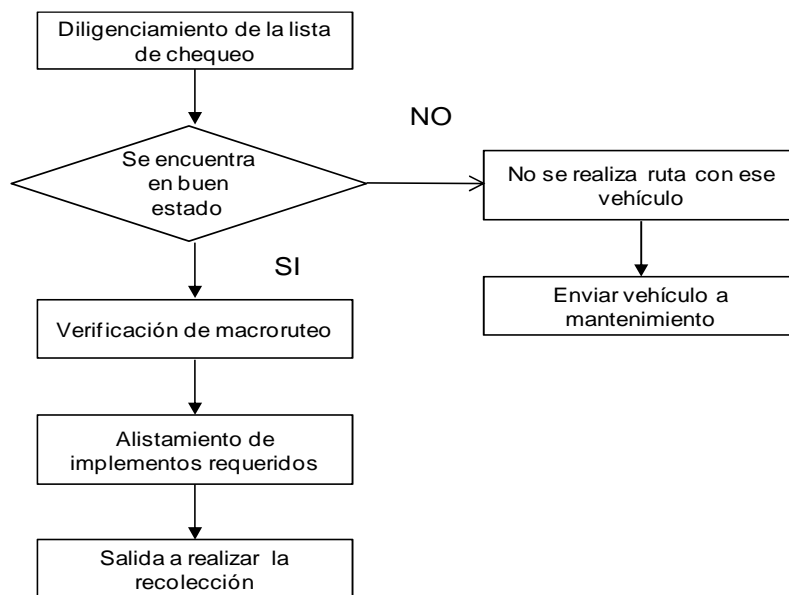 Diligenciamiento de la lista
de chequeo
NO
Se encuentra
en buen
estado
No se realiza ruta con ese
vehículo
SI
Enviar vehículo a
mantenimiento
Verificación de macroruteo
Alistamiento de
implementos requeridos
Salida a realizar la
recolección